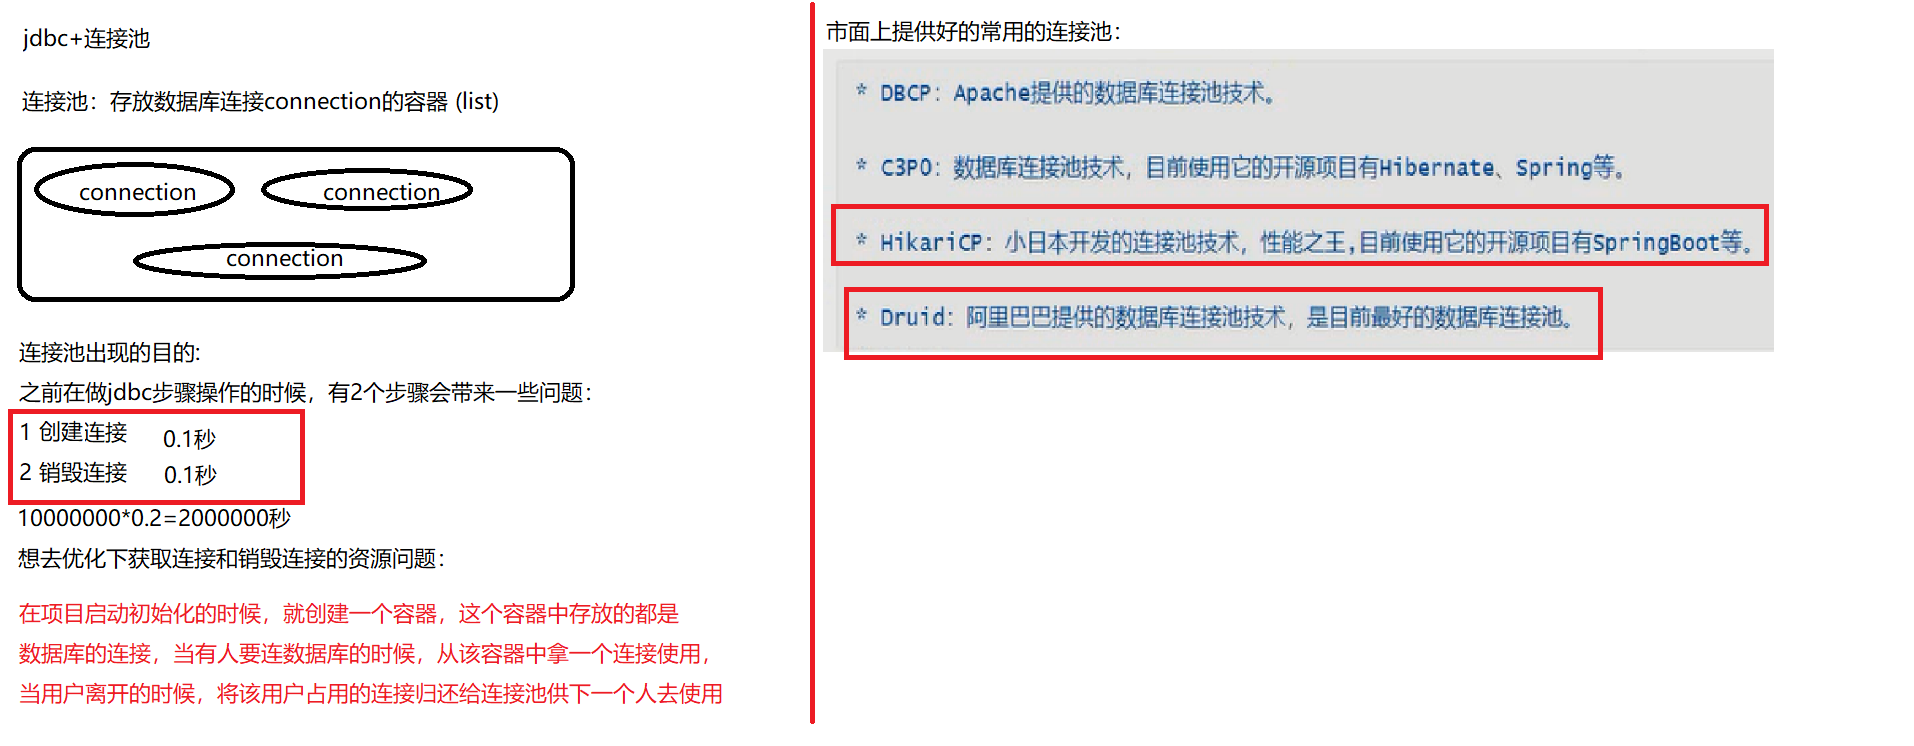 jdbc+连接池
连接池：存放数据库连接connection的容器 (list)
connection
connection
connection
连接池出现的目的:
之前在做jdbc步骤操作的时候，有2个步骤会带来一些问题：
1 创建连接 0.1秒
2 销毁连接 0.1秒
10000000*0.2=2000000秒
想去优化下获取连接和销毁连接的资源问题：
在项目启动初始化的时候，就创建一个容器，这个容器中存放的都是
数据库的连接，当有人要连数据库的时候，从该容器中拿一个连接使用，
当用户离开的时候，将该用户占用的连接归还给连接池供下一个人去使用
市面上提供好的常用的连接池：
* DBCP：Apache提供的数据库连接池技术。
* C3P0：数据库连接池技术，目前使用它的开源项目有Hibernate、Spring等。
* HikariCP：小日本开发的连接池技术，性能之王,目前使用它的开源项目有SpringBoot等。
* Druid：阿里巴巴提供的数据库连接池技术，是目前最好的数据库连接池。